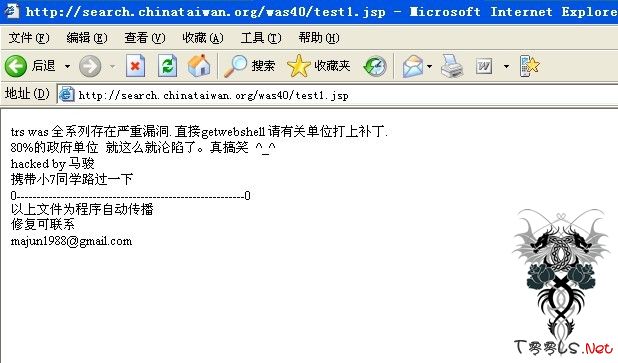 http://search.chinataiwan.org/was40/test1.jsp - Microsoft Internet Explore
文件(F) 编辑(E) 查看(V) 收藏(A) 工具(T) 帮助(H)
后退 搜索 收藏夹
地址(D) http://search.chinataiwan.org/was40/test1.jsp
trs was 全系列存在严重漏洞. 直接getwebshell 请有关单位打上补丁.
80%的政府单位 就这么就沦陷了。真搞笑 ^_^
hacked by 马骏
携带小7同学路过一下
0---------------------------------------------------------0
以上文件为程序自动传播
修复可联系
majun1988@gmail.com
T00LS.Net